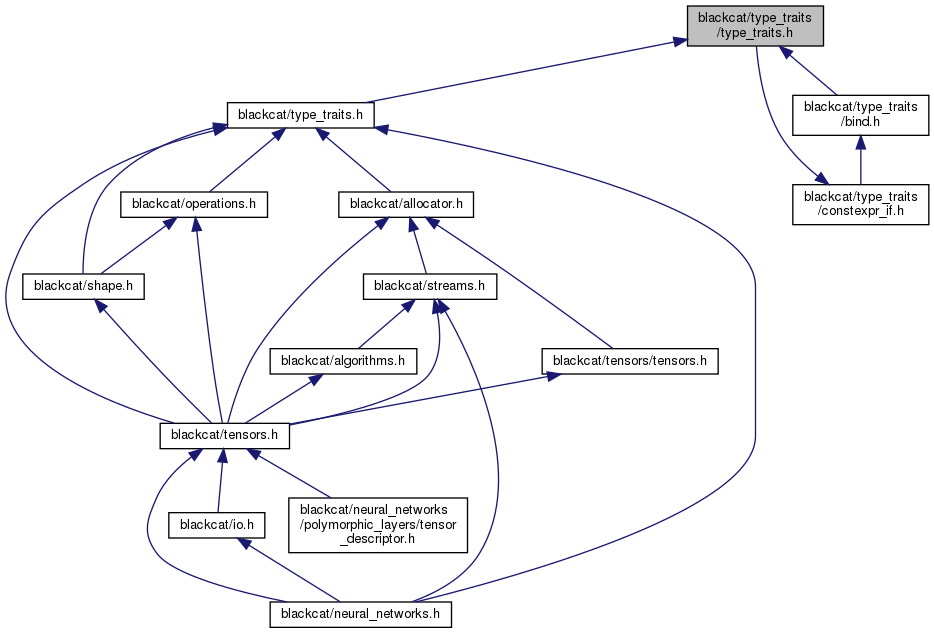 blackcat/type_traits
/type_traits.h
blackcat/type_traits.h
blackcat/type_traits
/bind.h
blackcat/operations.h
blackcat/allocator.h
blackcat/type_traits
/constexpr_if.h
blackcat/shape.h
blackcat/streams.h
blackcat/algorithms.h
blackcat/tensors/tensors.h
blackcat/tensors.h
blackcat/io.h
blackcat/neural_networks
/polymorphic_layers/tensor
_descriptor.h
blackcat/neural_networks.h